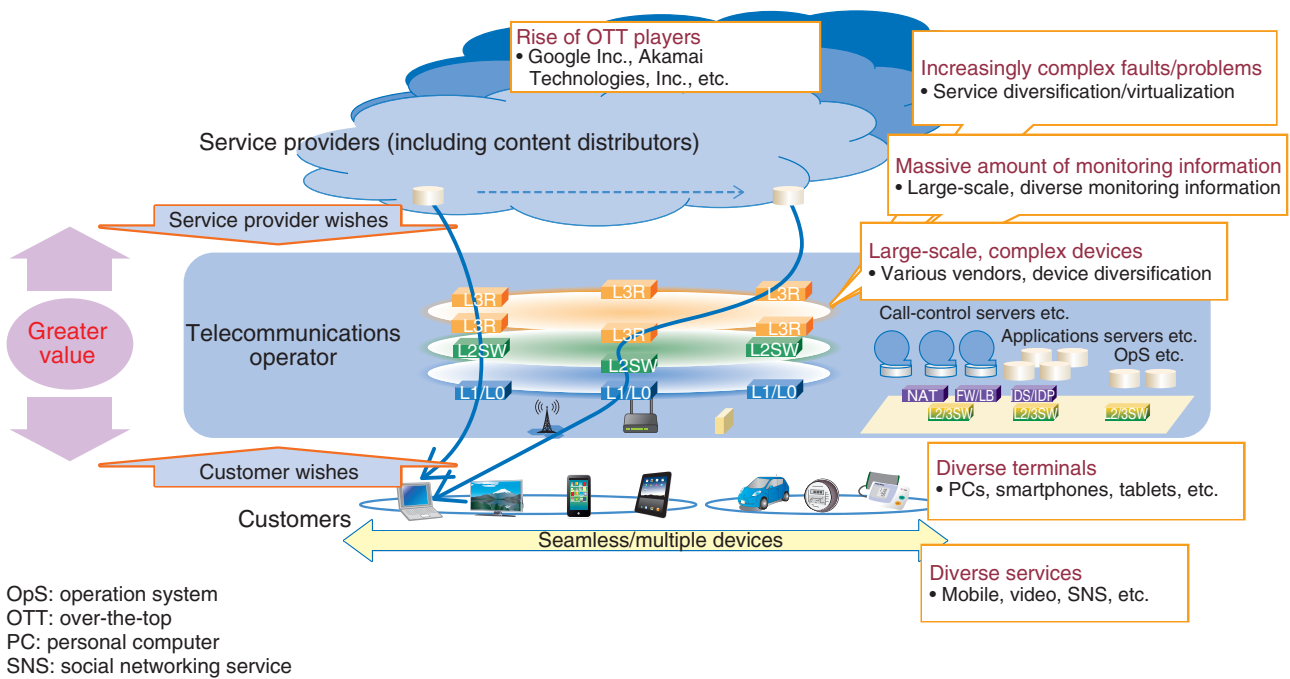 Rise of OTT players
• Google Inc., Akamai
Technologies, Inc., etc.
Increasingly complex faults/problems
• Service diversification/virtualization
Service providers (including content distributors)
Massive amount of monitoring information
• Large-scale, diverse monitoring information
Service provider wishes
Large-scale, complex devices
• Various vendors, device diversification
Greater
value
Telecommunications
operator
L3R
L3R
L3R
L3R
L3R
L3R
L2SW
L2SW
L2SW
L1/L0
L1/L0
L1/L0
Call-control servers etc.
Applications servers etc.
OpS etc.
NAT
FW/LB
IDS/IDP
L2/3SW
L2/3SW
L2/3SW
Customer wishes
Diverse terminals
• PCs, smartphones, tablets, etc.
Customers
Seamless/multiple devices
Diverse services
• Mobile, video, SNS, etc.
OpS: operation system
OTT: over-the-top
PC: personal computer
SNS: social networking service